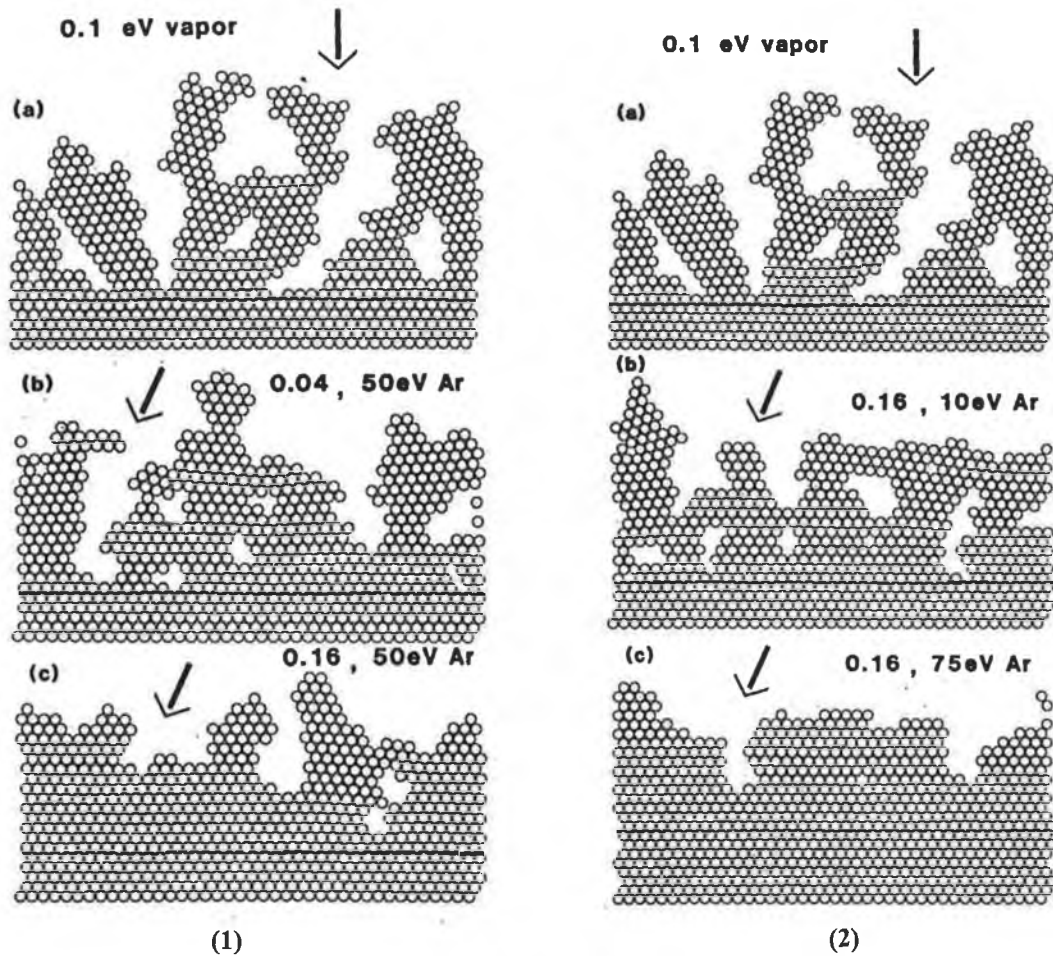 0.1 eV vapor
(a)
(b)
0.04 , 50eV Ar
(c)
0.16 , 50eV Ar
(1)
0.1 eV vapor
(a)
(b)
0.16 , 10eV Ar
(c)
0.16 , 75eV Ar
(2)